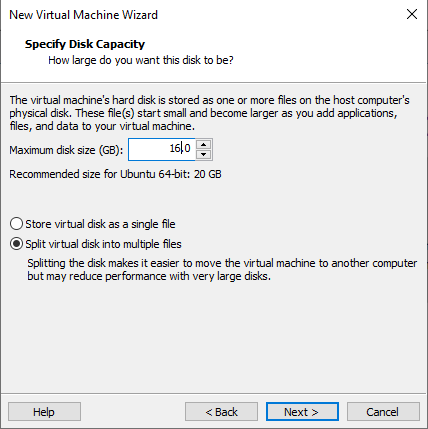 New Virtual Machine Wizard
Specify Disk Capacity
How large do you want this disk to be?
The virtual machine's hard disk is stored as one or more files on the host computer's
physical disk. These file(s) start small and become larger as you add applications,
files, and data to your virtual machine.
Maximum disk size (GB): 16.0
Recommended size for Ubuntu 64-bit: 20 GB
Store virtual disk as a single file
Split virtual disk into multiple files
Splitting the disk makes it easier to move the virtual machine to another computer
but may reduce performance with very large disks.
Help < Back Next > Cancel